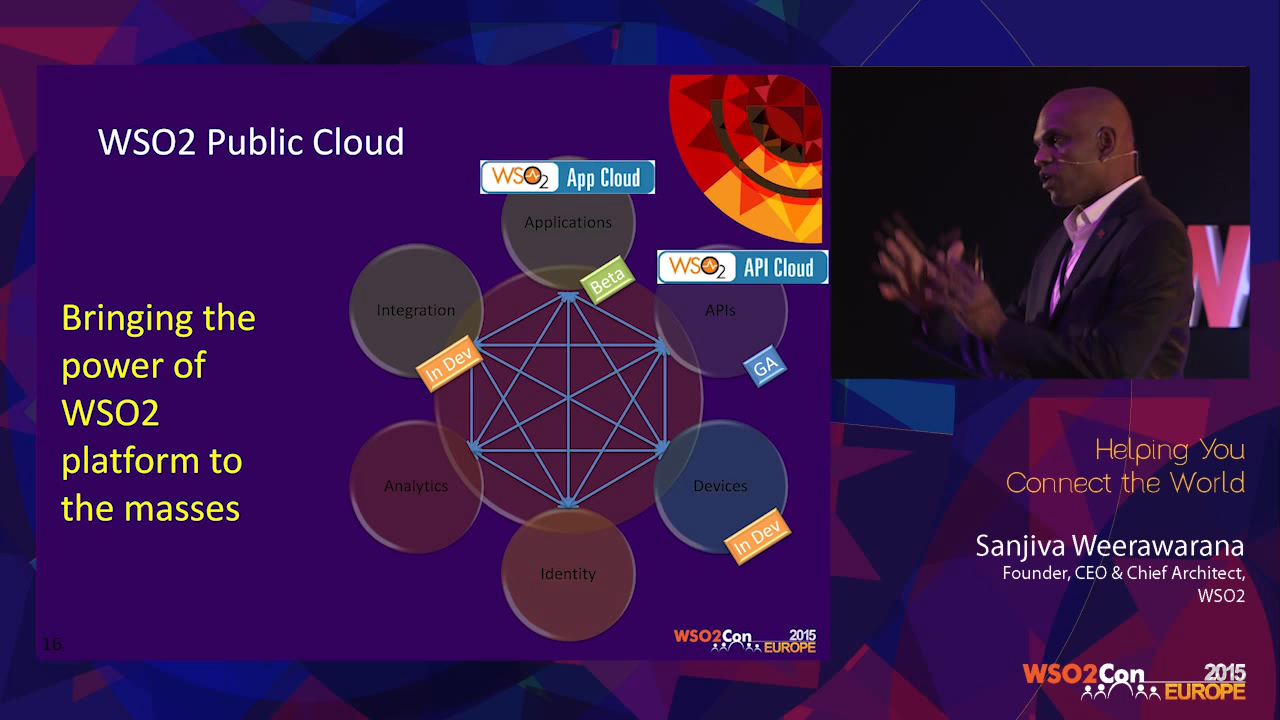 WSO2 Public Cloud
WSO2 App Cloud
Applications
Beta
WSO2 API Cloud
Integration
APIs
In Dev
GA
Bringing the
power of
WSO2
platform to
the masses
Analytics
Devices
In Dev
Identity
16
WSO2Con 2015
EUROPE
W
Helping You
Connect the World
Sanjiva Weerawarana
Founder, CEO & Chief Architect,
WSO2
WSO2Con 2015
EUROPE